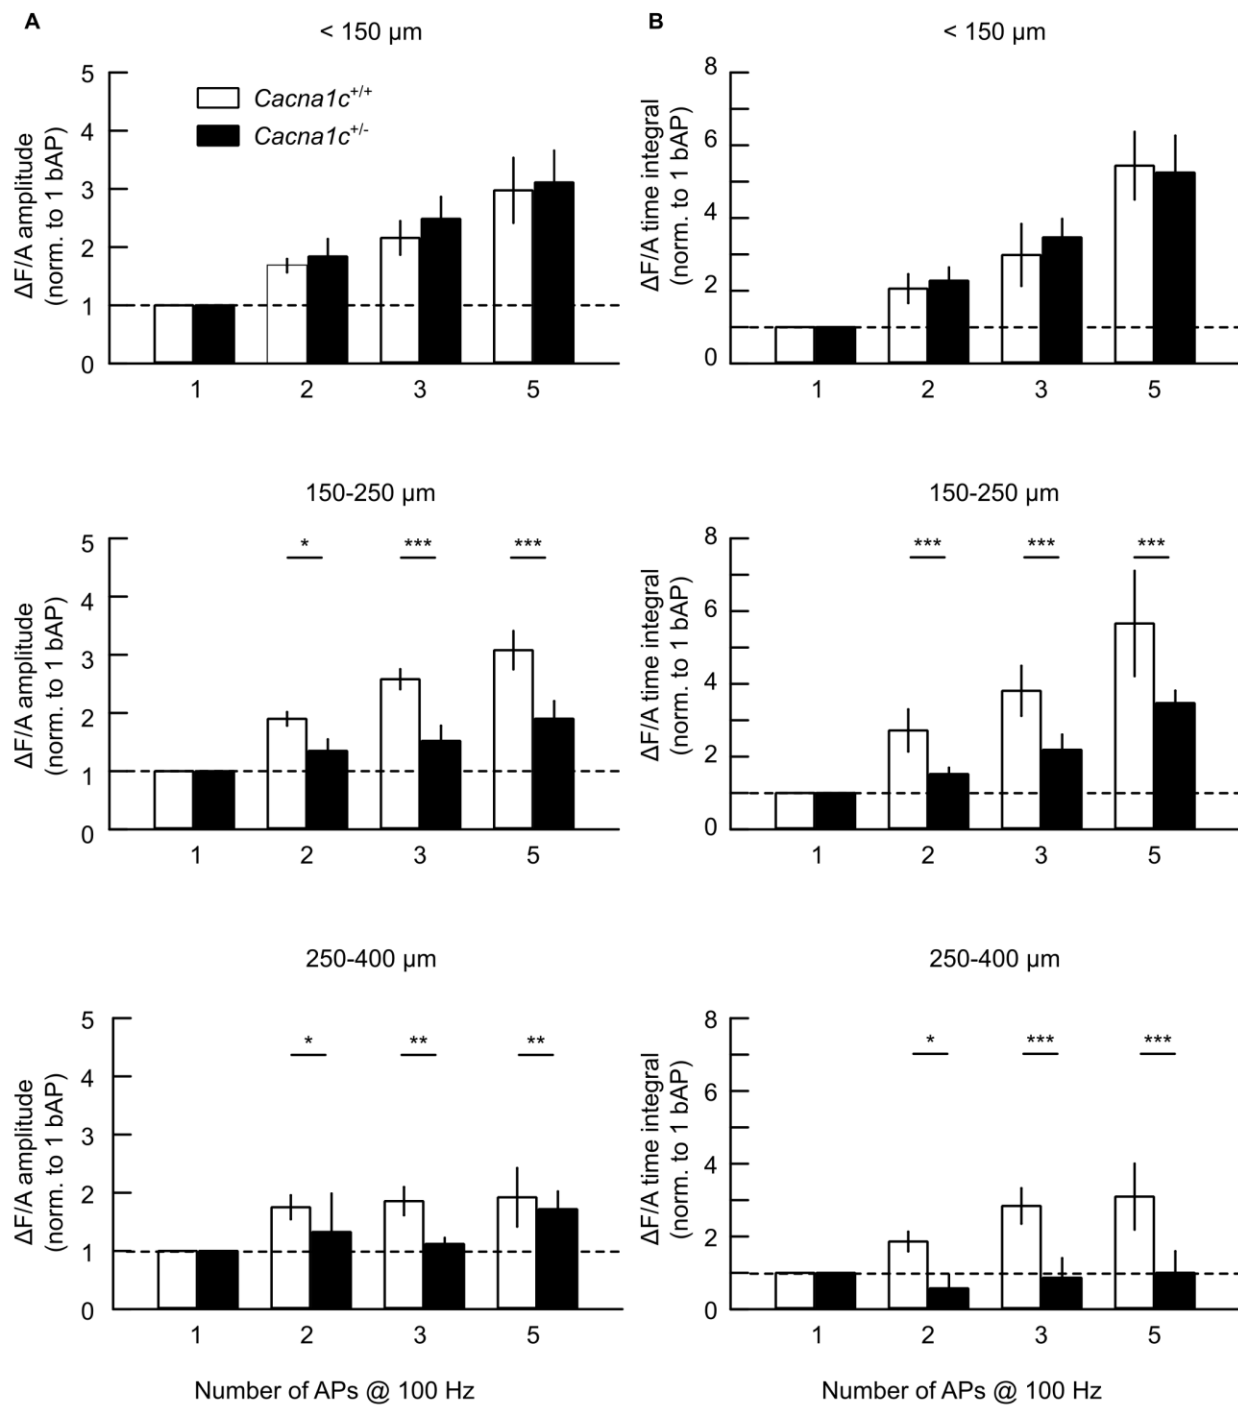 A
< 150 µm
ΔF/A amplitude
(norm. to 1 bAP)
5
4
3
2
1
0
Cacna1c+/+
Cacna1c+/-
1 2 3 5
B
< 150 µm
ΔF/A time integral
(norm. to 1 bAP)
8
6
4
2
0
1 2 3 5
150-250 µm
ΔF/A amplitude
(norm. to 1 bAP)
5
4
3
2
1
0
* *** ***
1 2 3 5
150-250 µm
ΔF/A time integral
(norm. to 1 bAP)
8
6
4
2
0
*** *** ***
1 2 3 5
250-400 µm
ΔF/A amplitude
(norm. to 1 bAP)
5
4
3
2
1
0
* ** **
1 2 3 5
Number of APs @ 100 Hz
250-400 µm
ΔF/A time integral
(norm. to 1 bAP)
8
6
4
2
0
* *** ***
1 2 3 5
Number of APs @ 100 Hz